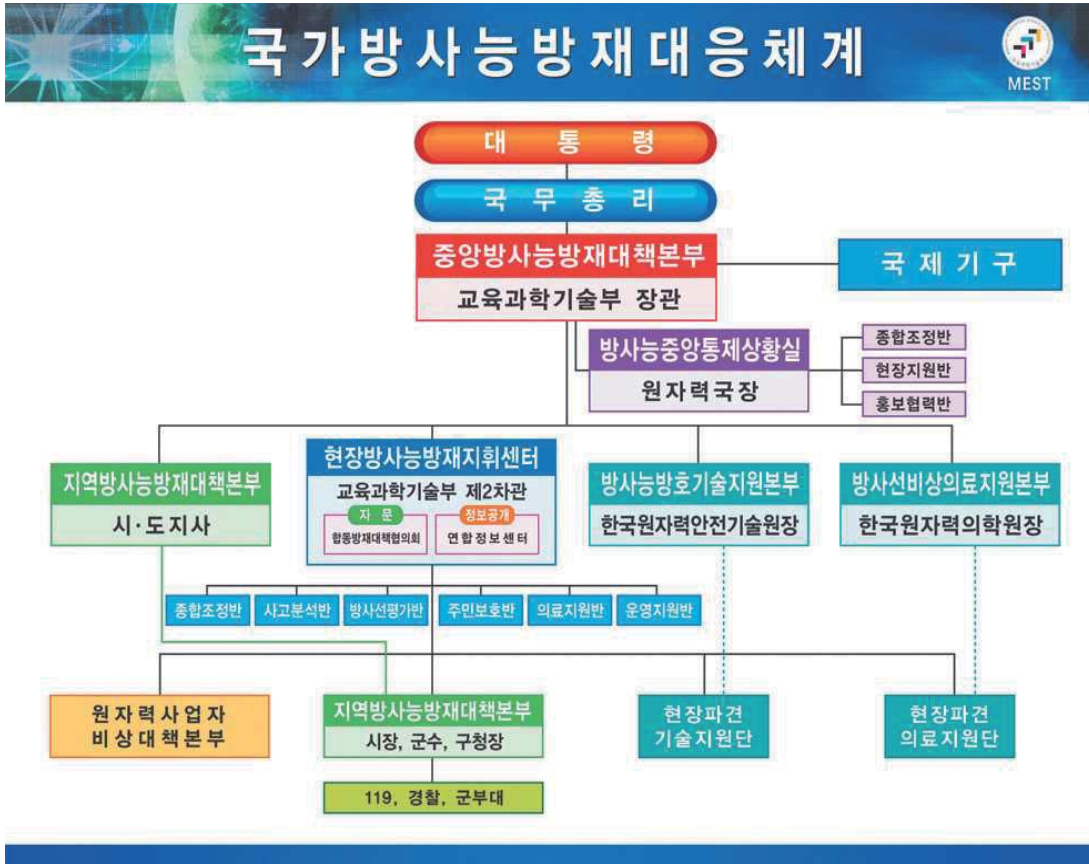 국가방사능방재대응체계
MEST
대통령
국무총리
중앙방사능방재대책본부
교육과학기술부 장관
국제기구
방사능중앙통제상황실
원자력국장
종합조정반
현장지원반
홍보협력반
지역방사능방재대책본부
시·도지사
현장방사능방재지휘센터
교육과학기술부 제2차관
자문
합동방재대책협의회
정보공개
연합정보센터
방사능방호기술지원본부
한국원자력안전기술원장
방사선비상의료지원본부
한국원자력의학원장
종합조정반
사고분석반
방사선평가반
주민보호반
의료지원반
운영지원반
원자력사업자
비상대책본부
지역방사능방재대책본부
시장, 군수, 구청장
현장파견
기술지원단
현장파견
의료지원단
119, 경찰, 군부대